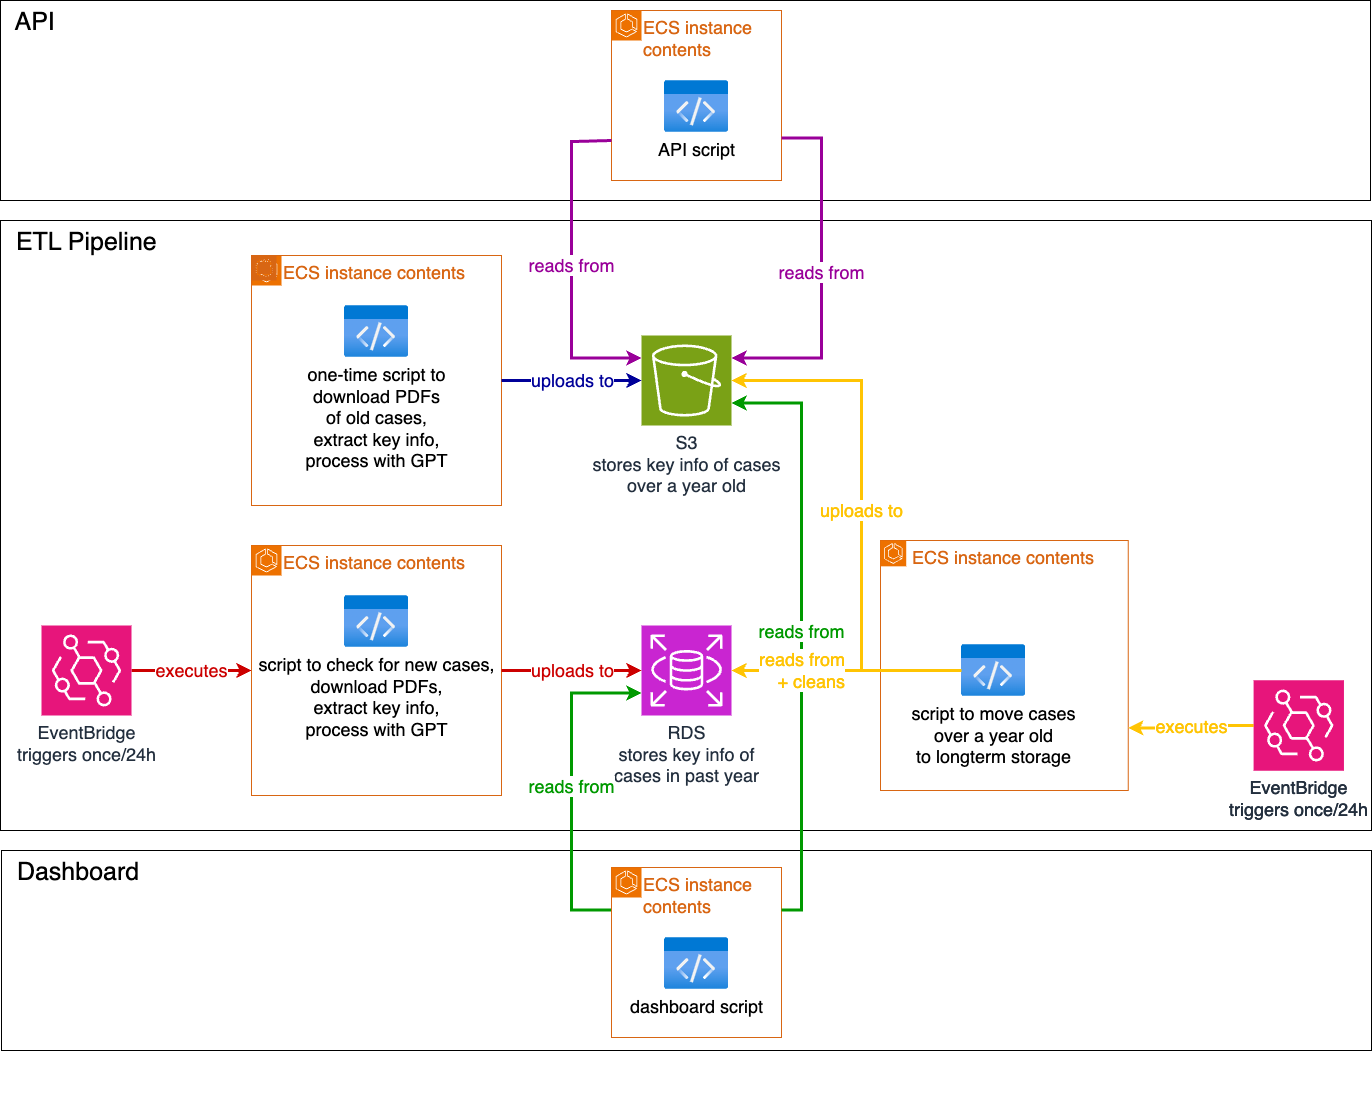 API
ECS instance
contents
API script
ETL Pipeline
ECS instance contents
one-time script to
download PDFs
of old cases,
extract key info,
process with GPT
reads from
reads from
uploads to
S3
stores key info of cases
over a year old
uploads to
ECS instance contents
script to check for new cases,
download PDFs,
extract key info,
process with GPT
EventBridge
triggers once/24h
executes
uploads to
RDS
stores key info of
cases in past year
reads from
reads from
reads from
+ cleans
ECS instance contents
script to move cases
over a year old
to longterm storage
executes
EventBridge
triggers once/24h
Dashboard
ECS instance
contents
dashboard script